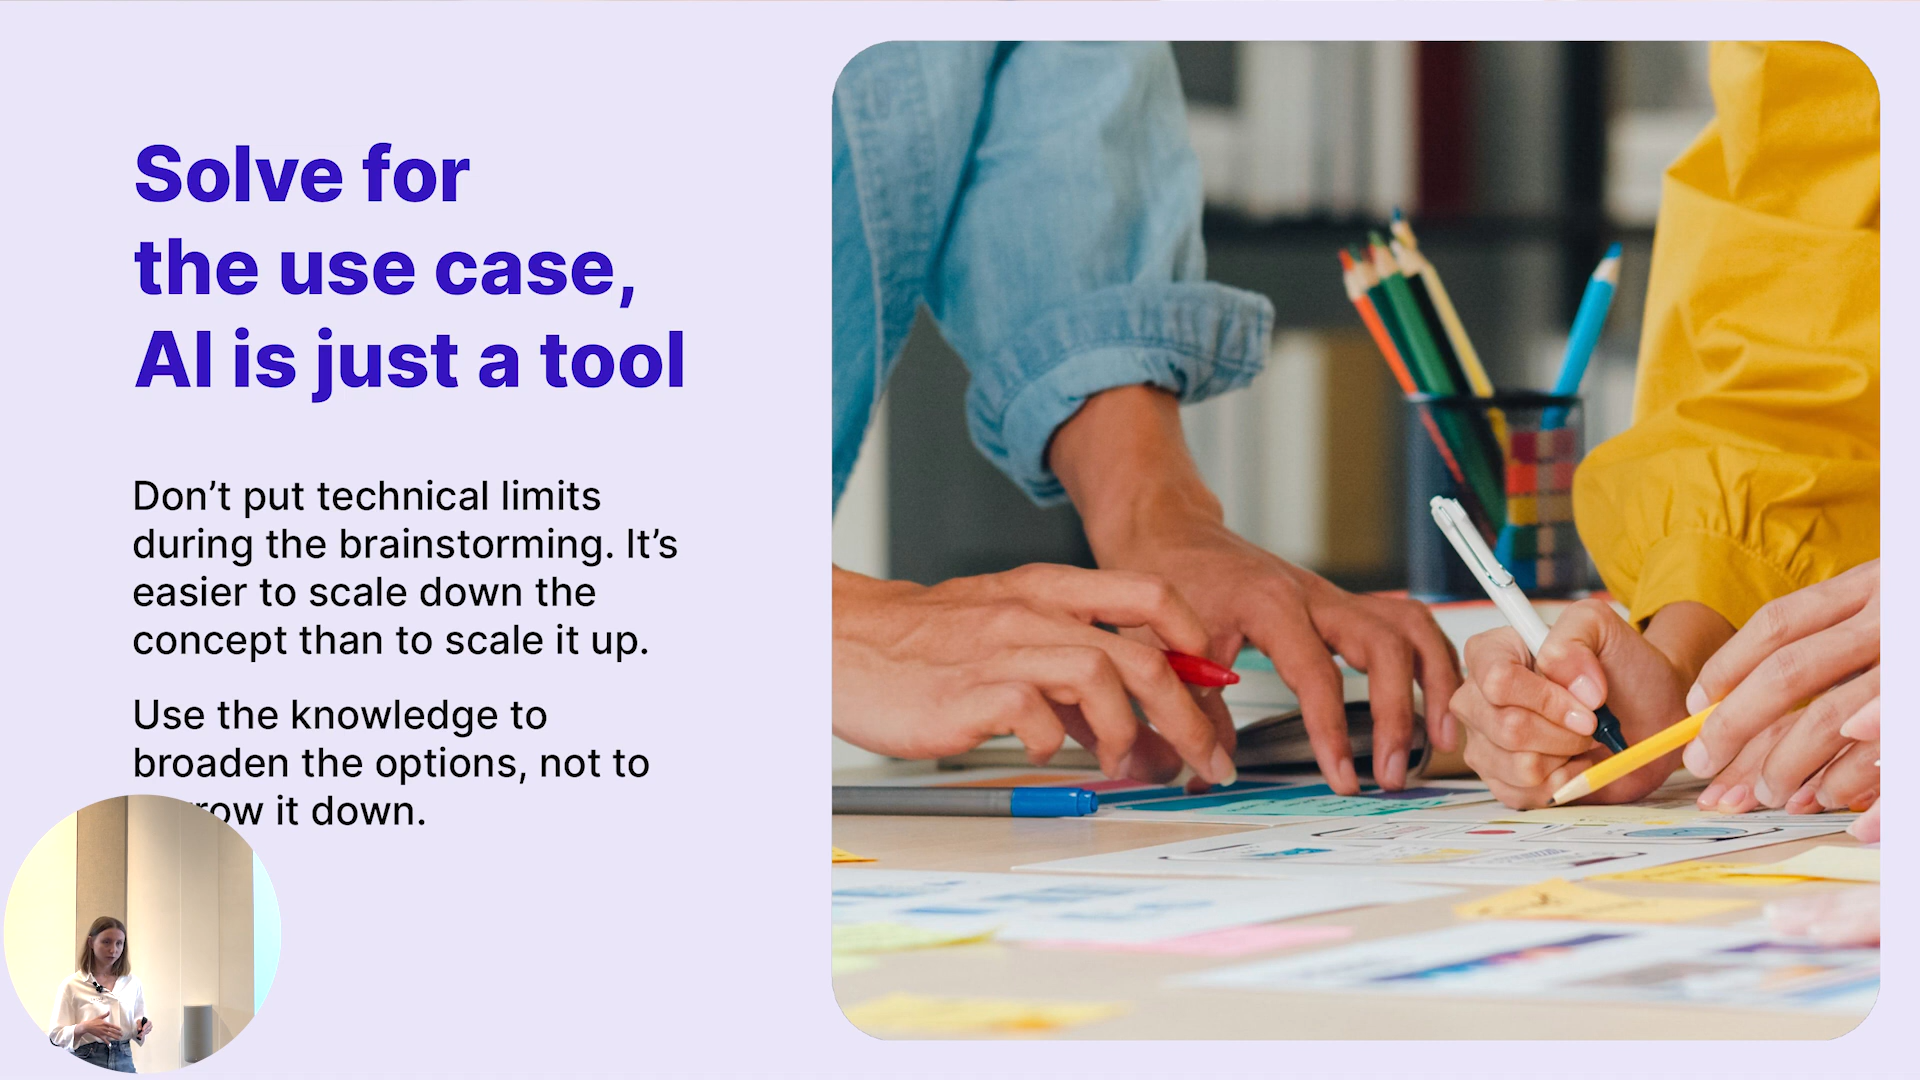 Solve for
the use case,
AI is just a tool
Don’t put technical limits
during the brainstorming. It’s
easier to scale down the
concept than to scale it up.
Use the knowledge to
broaden the options, not to
it down.